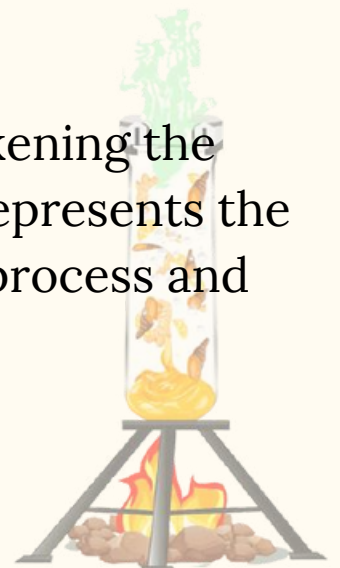 kening the
epresents the
process and